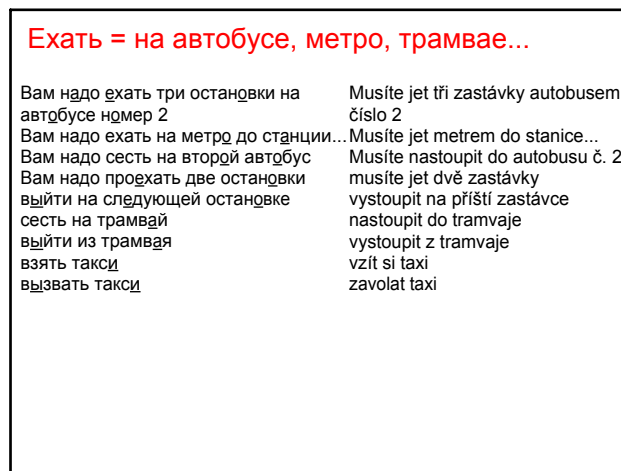 Ехать = на автобусе, метро, трамвае...
Вам надо ехать три остановки на Musíte jet tři zastávky autobusem
автобусе номер 2 číslo 2
Вам надо ехать на метро до станции... Musíte jet metrem do stanice...
Вам надо сесть на второй автобус Musíte nastoupit do autobusu č. 2
Вам надо проехать две остановки musíte jet dvě zastávky
выйти на следующей остановке vystoupit na příští zastávce
сесть на трамвай nastoupit do tramvaje
выйти из трамвая vystoupit z tramvaje
взять такси vzít si taxi
вызвать такси zavolat taxi